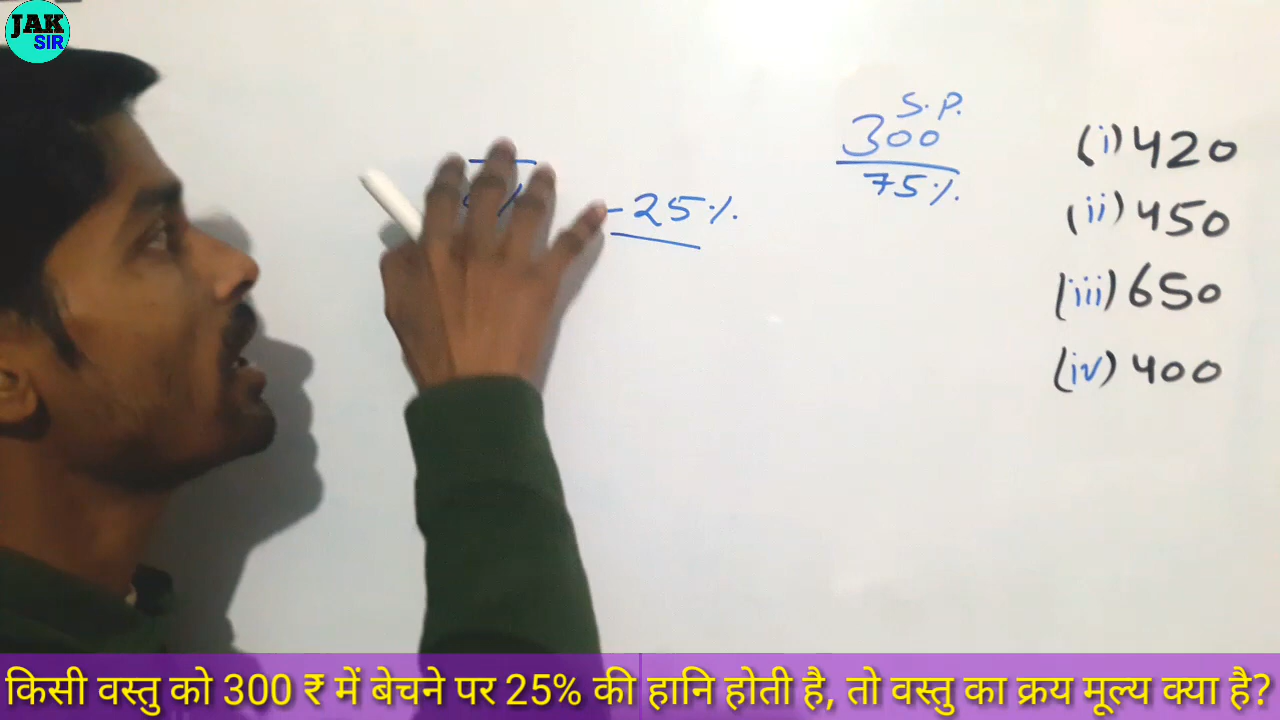 JAK
SIR
S.P.
300
75%
-25%
(i) 420
(ii) 450
(iii) 650
(iv) 400
किसी वस्तु को 300 ₹ में बेचने पर 25% की हानि होती है, तो वस्तु का क्रय मूल्य क्या है?